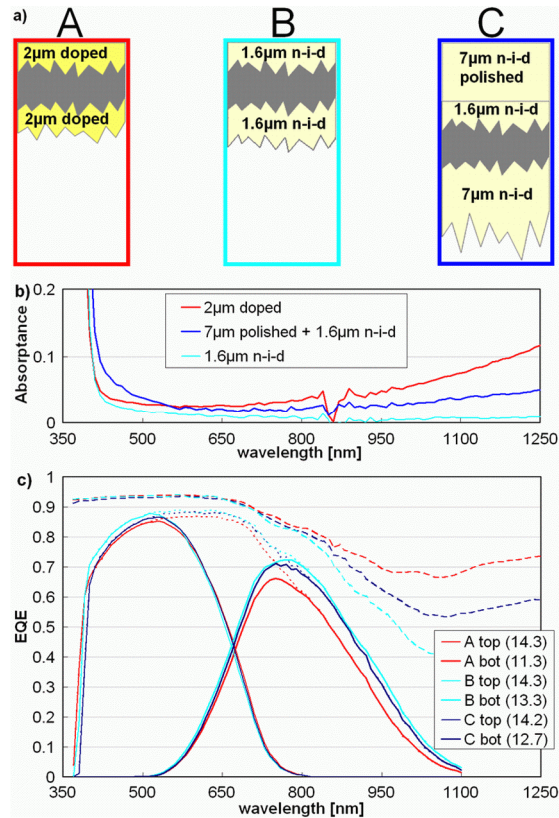 a)
A
B
C
2µm doped
2µm doped
1.6µm n-i-d
1.6µm n-i-d
7µm n-i-d
polished
1.6µm n-i-d
7µm n-i-d
b)
Absorptance
0.2
0.1
0
2µm doped
7µm polished + 1.6µm n-i-d
1.6µm n-i-d
350 500 650 800 950 1100 1250
wavelength [nm]
c)
EQE
1
0.9
0.8
0.7
0.6
0.5
0.4
0.3
0.2
0.1
0
A top (14.3)
A bot (11.3)
B top (14.3)
B bot (13.3)
C top (14.2)
C bot (12.7)
350 500 650 800 950 1100 1250
wavelength [nm]